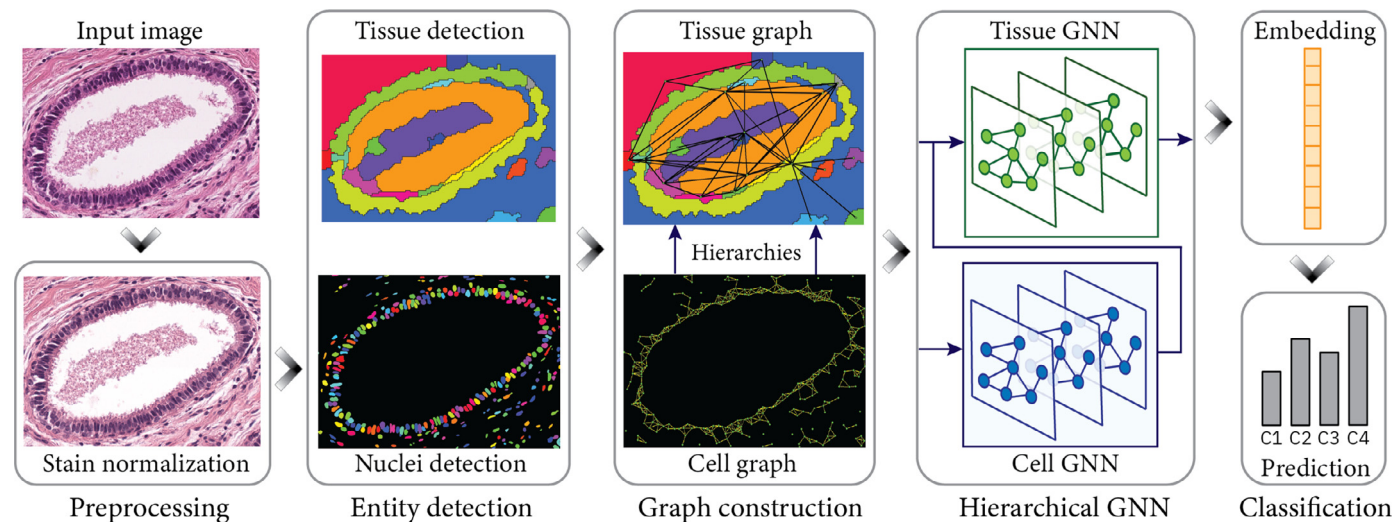 Input image
Stain normalization
Preprocessing
Tissue detection
Nuclei detection
Entity detection
Tissue graph
Hierarchies
Cell graph
Graph construction
Tissue GNN
Cell GNN
Hierarchical GNN
Embedding
C1 C2 C3 C4
Prediction
Classification